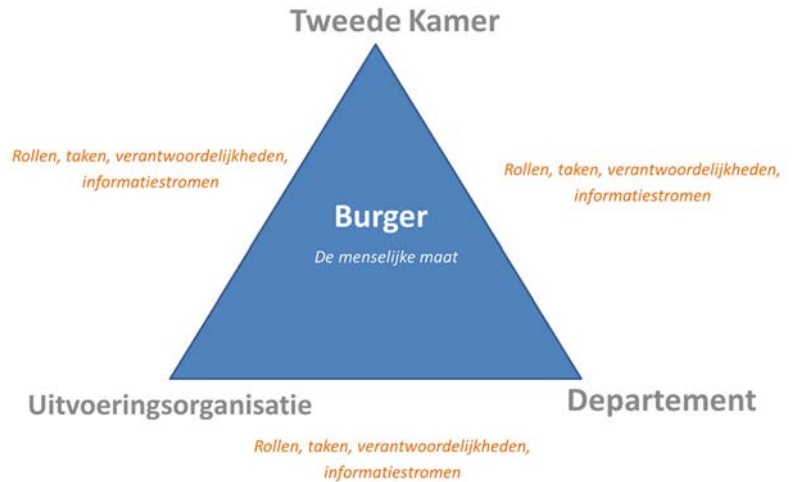 Tweede Kamer
Rollen, taken, verantwoordelijkheden,
informatiestromen
Rollen, taken, verantwoordelijkheden,
informatiestromen
Burger
De menselijke maat
Uitvoeringsorganisatie
Departement
Rollen, taken, verantwoordelijkheden,
informatiestromen